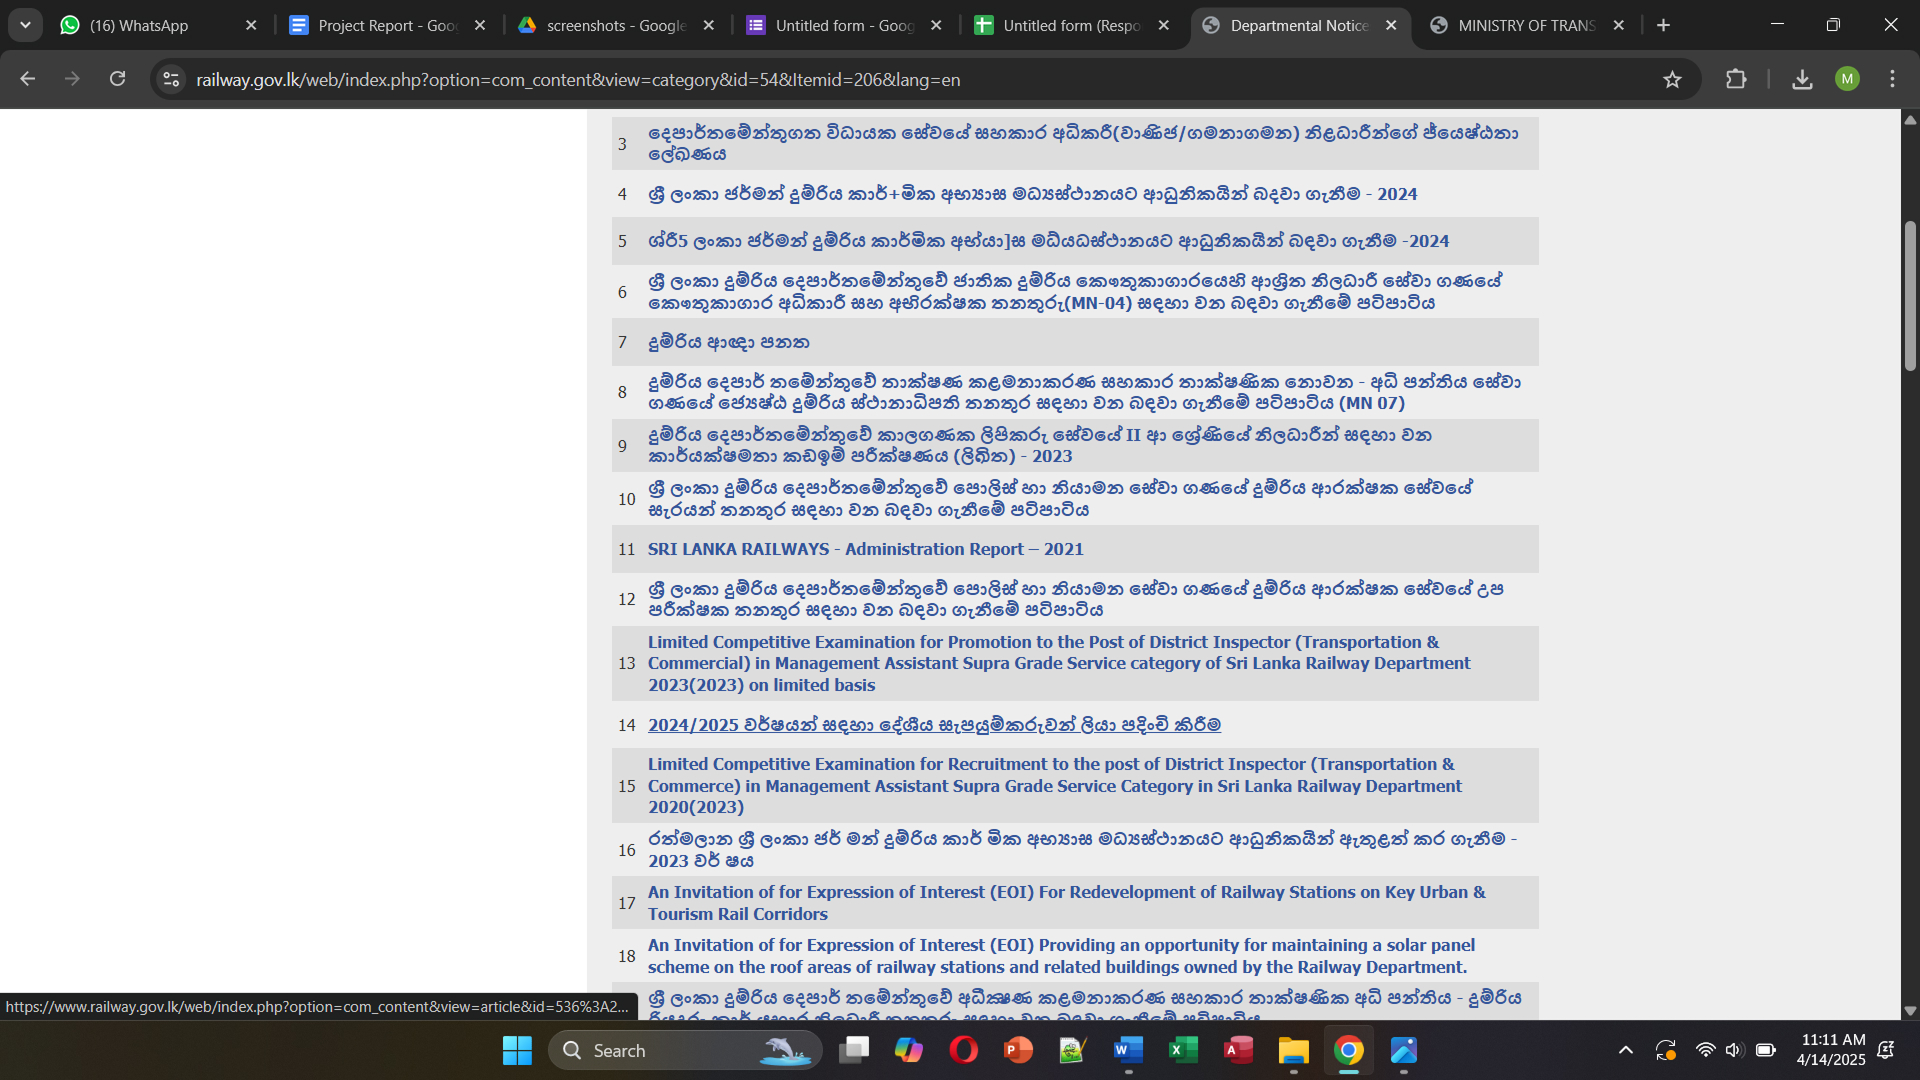 (16) WhatsApp
Project Report - Goo
screenshots - Google
Untitled form - Goog
Untitled form (Respo
Departmental Notice
MINISTRY OF TRANS
railway.gov.lk/web/index.php?option=com_content&view=category&id=54&Itemid=206&lang=en
M
3 දෙපාර්තමේන්තුගත විධායක සේවයේ සහකාර අධිකරී(වාණිජ/ගමනාගමන) නිළධාරීන්ගේ ජ්යෙෂ්ඨතා
ලේඛණය
4 ශ්‍රී ලංකා ජර්මන් දුම්රිය කාර්+මික අභ්‍යාස මධ්‍යස්ථානයට ආධුනිකයින් බදවා ගැනීම - 2024
5 ශ්රී5 ලංකා ජර්මන් දුම්රිය කාර්මික අභ්යා]ස මධ්යධස්ථානයට ආධුනිකයින් බඳවා ගැනීම -2024
6 ශ්‍රී ලංකා දුම්රිය දෙපාර්තමේන්තුවේ ජාතික දුම්රිය කෞතුකාගාරයෙහි ආශ්‍රිත නිලධාරී සේවා ගණයේ
කෞතුකාගාර අධිකාරී සහ අභිරක්ෂක තනතුරු(MN-04) සඳහා වන බඳවා ගැනීමේ පටිපාටිය
7 දුම්රිය ආඥා පනත
8 දුම්රිය දෙපාර් තමේන්තුවේ තාක්ෂණ කළමනාකරණ සහකාර තාක්ෂණික නොවන - අධි පන්තිය සේවා
ගණයේ ජ්‍යෙෂ්ඨ දුම්රිය ස්ථානාධිපති තනතුර සඳහා වන බඳවා ගැනීමේ පටිපාටිය (MN 07)
9 දුම්රිය දෙපාර්තමේන්තුවේ කාලගණක ලිපිකරු සේවයේ II ආ ශ්‍රේණියේ නිලධාරීන් සඳහා වන
කාර්යක්ෂමතා කඩඉම් පරීක්ෂණය (ලිඛිත) - 2023
10 ශ්‍රී ලංකා දුම්රිය දෙපාර්තමේන්තුවේ පොලිස් හා නියාමන සේවා ගණයේ දුම්රිය ආරක්ෂක සේවයේ
සැරයන් තනතුර සඳහා වන බඳවා ගැනීමේ පටිපාටිය
11 SRI LANKA RAILWAYS - Administration Report – 2021
12 ශ්‍රී ලංකා දුම්රිය දෙපාර්තමේන්තුවේ පොලිස් හා නියාමන සේවා ගණයේ දුම්රිය ආරක්ෂක සේවයේ උප
පරීක්ෂක තනතුර සඳහා වන බඳවා ගැනීමේ පටිපාටිය
13 Limited Competitive Examination for Promotion to the Post of District Inspector (Transportation &
Commercial) in Management Assistant Supra Grade Service category of Sri Lanka Railway Department
2023(2023) on limited basis
14 2024/2025 වර්ෂයන් සඳහා දේශීය සැපයුම්කරුවන් ලියා පදිංචි කිරීම
15 Limited Competitive Examination for Recruitment to the post of District Inspector (Transportation &
Commerce) in Management Assistant Supra Grade Service Category in Sri Lanka Railway Department
2020(2023)
16 රත්මලාන ශ්‍රී ලංකා ජර් මන් දුම්රිය කාර් මික අභ්‍යාස මධ්‍යස්ථානයට ආධුනිකයින් ඇතුළත් කර ගැනීම -
2023 වර් ෂය
17 An Invitation of for Expression of Interest (EOI) For Redevelopment of Railway Stations on Key Urban &
Tourism Rail Corridors
18 An Invitation of for Expression of Interest (EOI) Providing an opportunity for maintaining a solar panel
scheme on the roof areas of railway stations and related buildings owned by the Railway Department.
ශ්‍රී ලංකා දුම්රිය දෙපාර් තමේන්තුවේ අධීක්ෂණ කළමනාකරණ සහකාර තාක්ෂණික අධි පන්තිය - දුම්රිය
https://www.railway.gov.lk/web/index.php?option=com_content&view=article&id=536%3A2...
Search
11:11 AM
4/14/2025